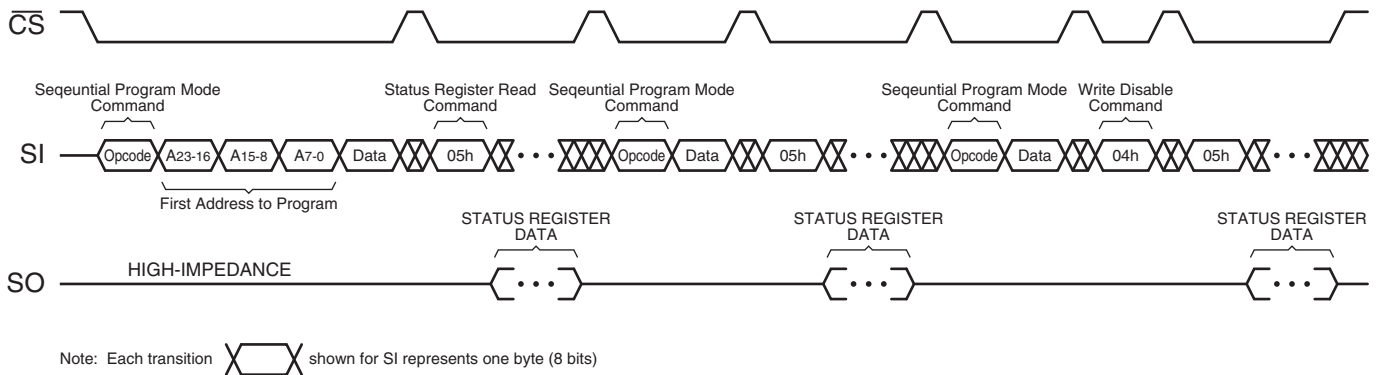 CS
Seqeuntial Program Mode
Command
Status Register Read
Command
Seqeuntial Program Mode
Command
Seqeuntial Program Mode
Command
Write Disable
Command
SI
Opcode A23-16 A15-8 A7-0 Data 05h • • • Opcode Data 05h • • • Opcode Data 04h 05h • • •
First Address to Program
STATUS REGISTER
DATA
STATUS REGISTER
DATA
STATUS REGISTER
DATA
SO
HIGH-IMPEDANCE
• • • • • • • • •
Note: Each transition shown for SI represents one byte (8 bits)